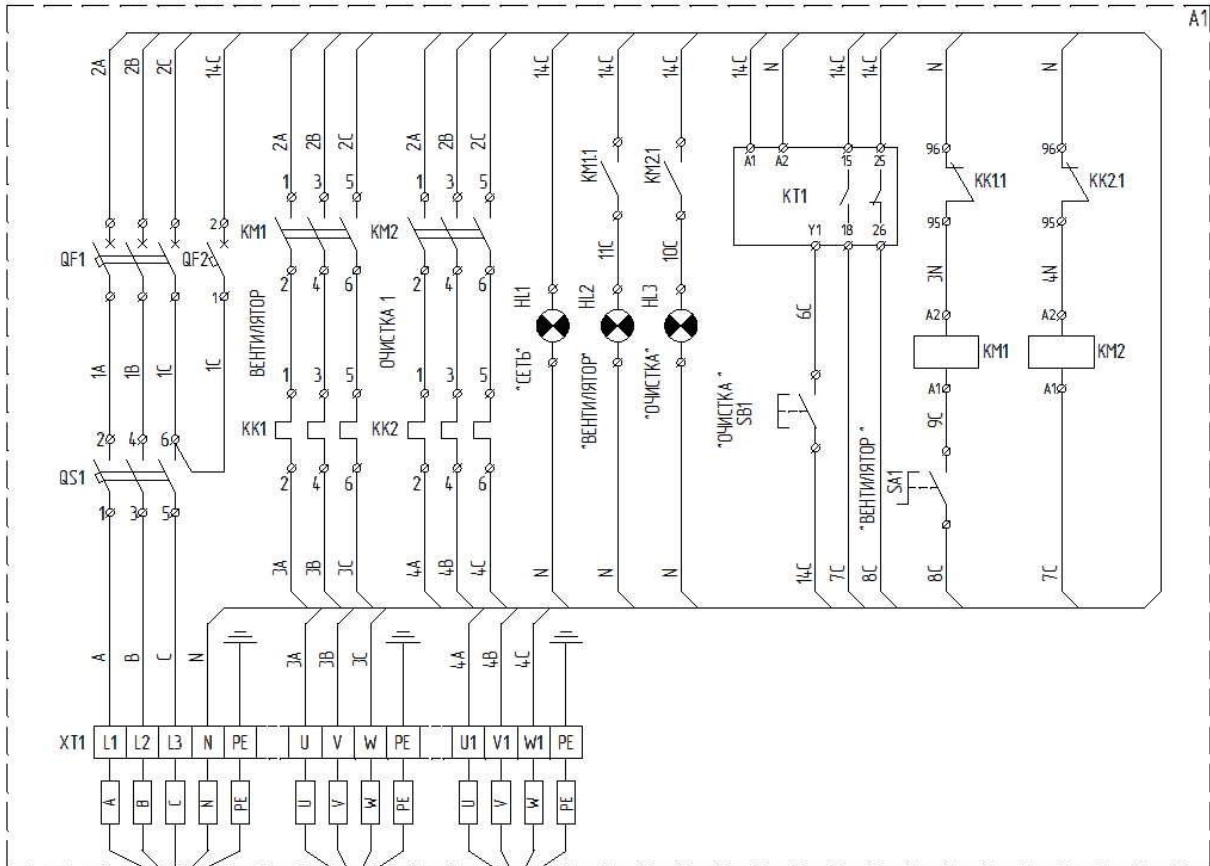 A1
2A 2B 2C 14C 14C 14C 14C 14C N 14C 14C N N
2A 2B 2C 2A 2B 2C
KM1.1 KM2.1
A1 A2 15 25
96 96
KK1.1 KK2.1
1 3 5 1 3 5
KT1
2
KM1 KM2
Y1 18 26
95 95
QF1 QF2
11C 10C
3N 4N
1
2 4 6 2 4 6
ВЕНТИЛЯТОР
ОЧИСТКА 1
HL1 HL2 HL3
6C
A2 A2
KM1 KM2
1A 1B 1C 1C
"СЕТЬ"
"ВЕНТИЛЯТОР"
"ОЧИСТКА"
1 3 5 1 3 5
A1 A1
"ОЧИСТКА"
SB1
9C
KK1 KK2
2 4 6
QS1
2 4 6 2 4 6
"ВЕНТИЛЯТОР"
SA1
1 3 5
3A 3B 3C 4A 4B 4C N N N 14C 7C 8C 8C 7C
A B C N 3A 3B 3C 4A 4B 4C
XT1 L1 L2 L3 N PE U V W PE U1 V1 W1 PE
A B C N PE U V W PE U V W PE